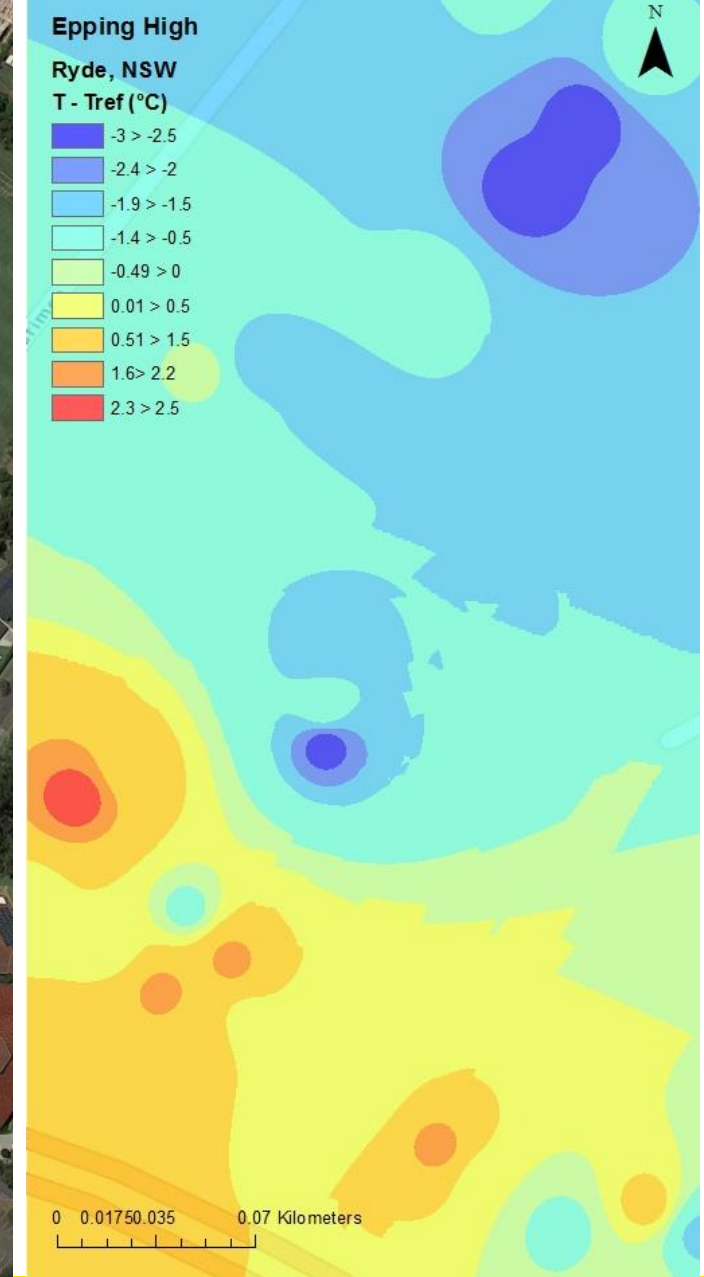 Epping High
Ryde, NSW
T - Tref (°C)
-3 > -2.5
-2.4 > -2
-1.9 > -1.5
-1.4 > -0.5
-0.49 > 0
0.01 > 0.5
0.51 > 1.5
1.6> 2.2
2.3 > 2.5
N
0 0.01750.035 0.07 Kilometers